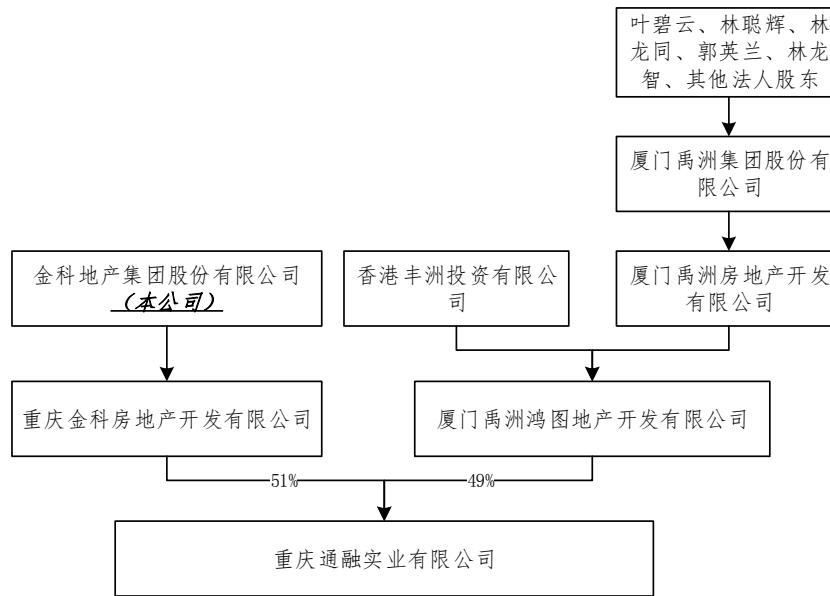 叶碧云、林聪辉、林
龙同、郭英兰、林龙
智、其他法人股东
厦门禹洲集团股份有
限公司
金科地产集团股份有限公司
（本公司）
香港丰洲投资有限公
司
厦门禹洲房地产开发
有限公司
重庆金科房地产开发有限公司
厦门禹洲鸿图地产开发有限公司
51%
49%
重庆通融实业有限公司